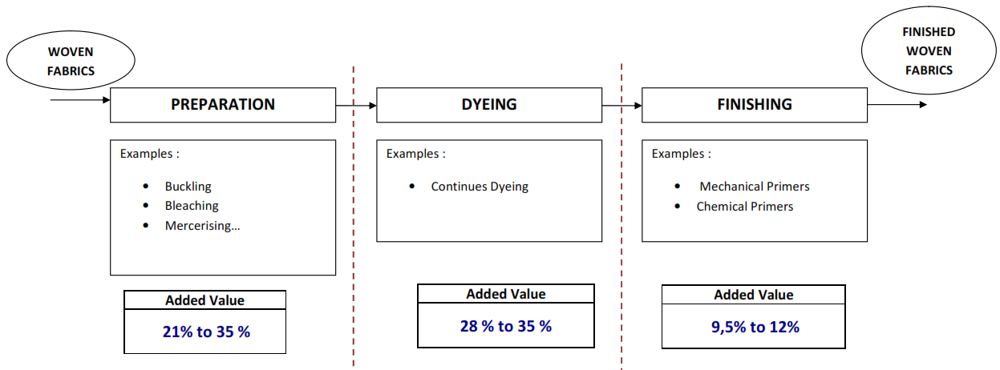 WOVEN
FABRICS
FINISHED
WOVEN
FABRICS
PREPARATION
DYEING
FINISHING
Examples :
• Buckling
• Bleaching
• Mercerising…
Examples :
• Continues Dyeing
Examples :
• Mechanical Primers
• Chemical Primers
Added Value
21% to 35 %
Added Value
28 % to 35 %
Added Value
9,5% to 12%